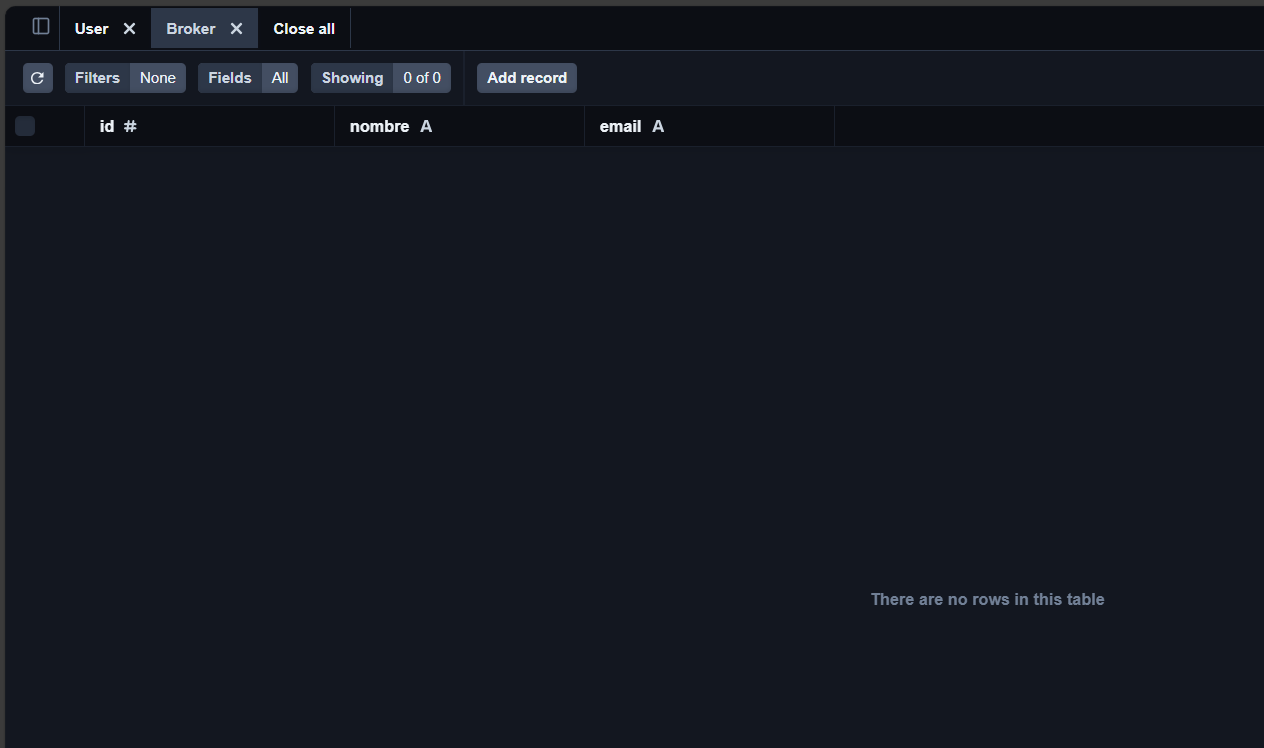 User Broker Close all
Filters None Fields All Showing 0 of 0 Add record
id # nombre A email A
There are no rows in this table